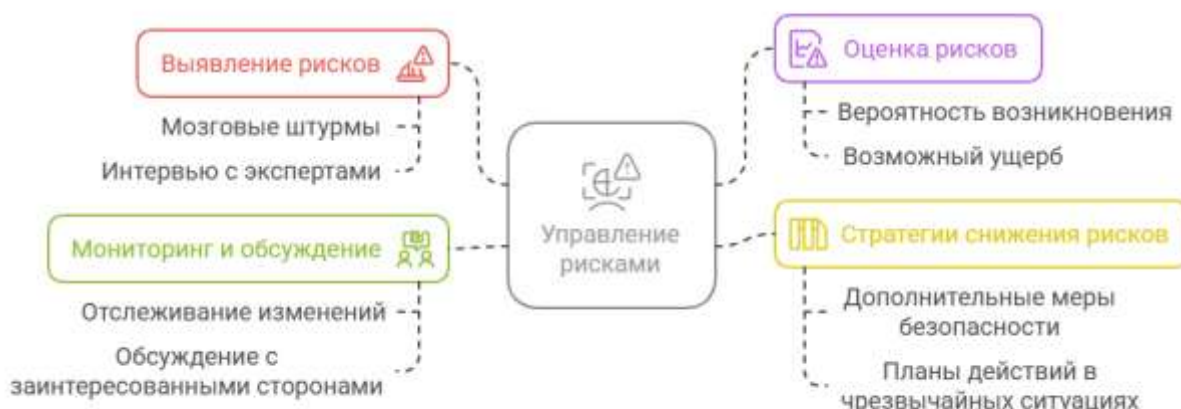 Выявление рисков
Мозговые штурмы
Интервью с экспертами
Мониторинг и обсуждение
Отслеживание изменений
Обсуждение с
заинтересованными сторонами
Управление
рисками
Оценка рисков
Вероятность возникновения
Возможный ущерб
Стратегии снижения рисков
Дополнительные меры
безопасности
Планы действий в
чрезвычайных ситуациях